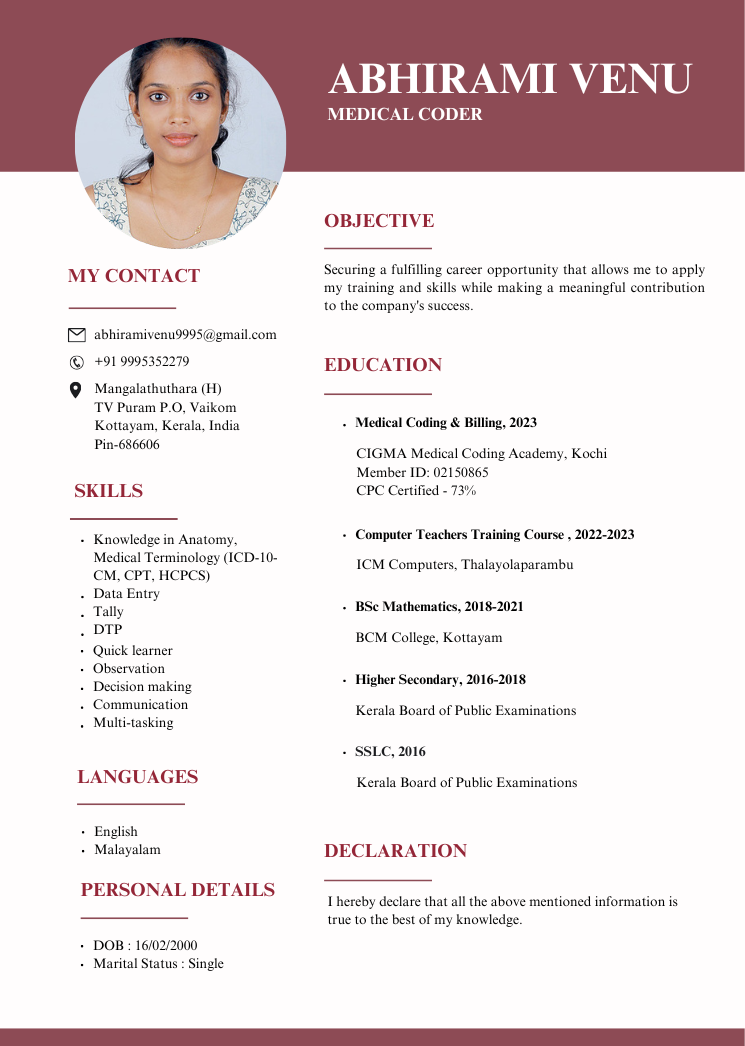 ABHIRAMI VENU
MEDICAL CODER
MY CONTACT
abhiramivenu9995@gmail.com
+91 9995352279
Mangalathuthara (H)
TV Puram P.O, Vaikom
Kottayam, Kerala, India
Pin-686606
SKILLS
• Knowledge in Anatomy,
Medical Terminology (ICD-10-
CM, CPT, HCPCS)
• Data Entry
• Tally
• DTP
• Quick learner
• Observation
• Decision making
• Communication
• Multi-tasking
LANGUAGES
• English
• Malayalam
PERSONAL DETAILS
• DOB : 16/02/2000
• Marital Status : Single
OBJECTIVE
Securing a fulfilling career opportunity that allows me to apply
my training and skills while making a meaningful contribution
to the company's success.
EDUCATION
• Medical Coding & Billing, 2023
CIGMA Medical Coding Academy, Kochi
Member ID: 02150865
CPC Certified - 73%
• Computer Teachers Training Course , 2022-2023
ICM Computers, Thalayolaparambu
• BSc Mathematics, 2018-2021
BCM College, Kottayam
• Higher Secondary, 2016-2018
Kerala Board of Public Examinations
• SSLC, 2016
Kerala Board of Public Examinations
DECLARATION
I hereby declare that all the above mentioned information is
true to the best of my knowledge.